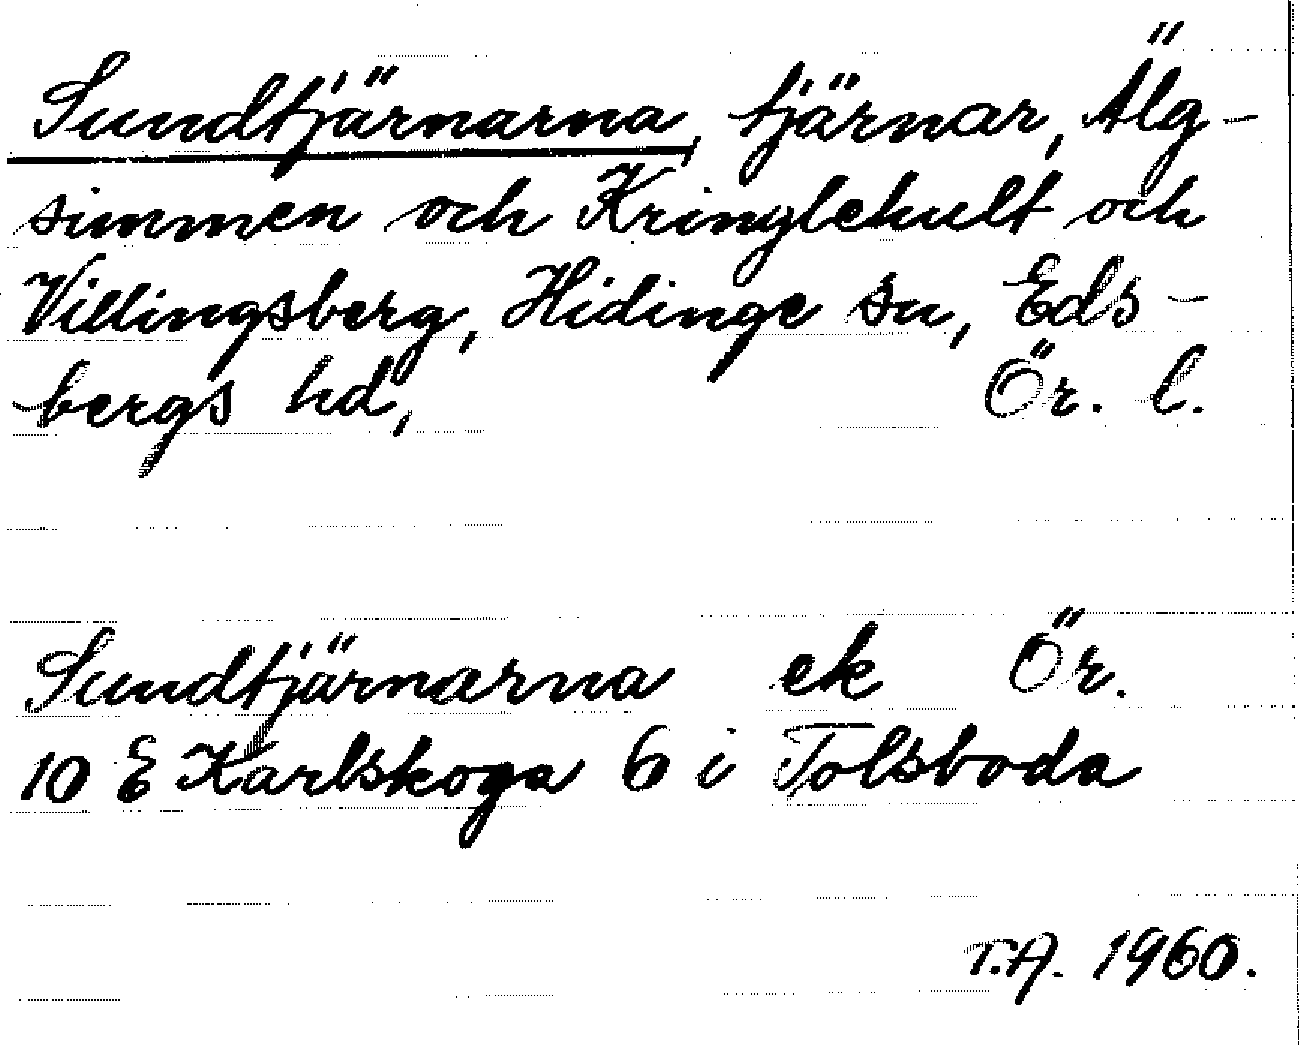 Sundtjärnarna, tjärnar, Älg-
simmen och Kringlekult och
Villingsberg, Hidinge sn, Eds-
bergs hd, Ör. l.
Sundtjärnarna ek Ör.
10 E Karlskoga 6 i Tolsboda
T.A. 1960.